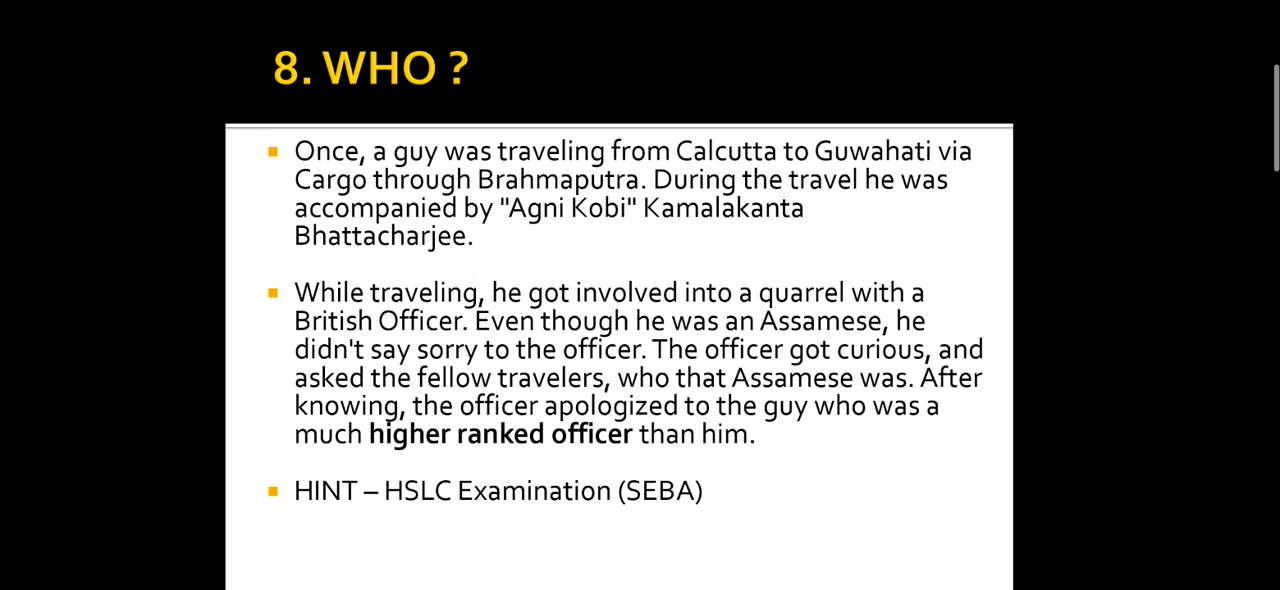 8. WHO ?
Once, a guy was traveling from Calcutta to Guwahati via
Cargo through Brahmaputra. During the travel he was
accompanied by "Agni Kobi" Kamalakanta
Bhattacharjee.
While traveling, he got involved into a quarrel with a
British Officer. Even though he was an Assamese, he
didn't say sorry to the officer. The officer got curious, and
asked the fellow travelers, who that Assamese was. After
knowing, the officer apologized to the guy who was a
much higher ranked officer than him.
HINT – HSLC Examination (SEBA)